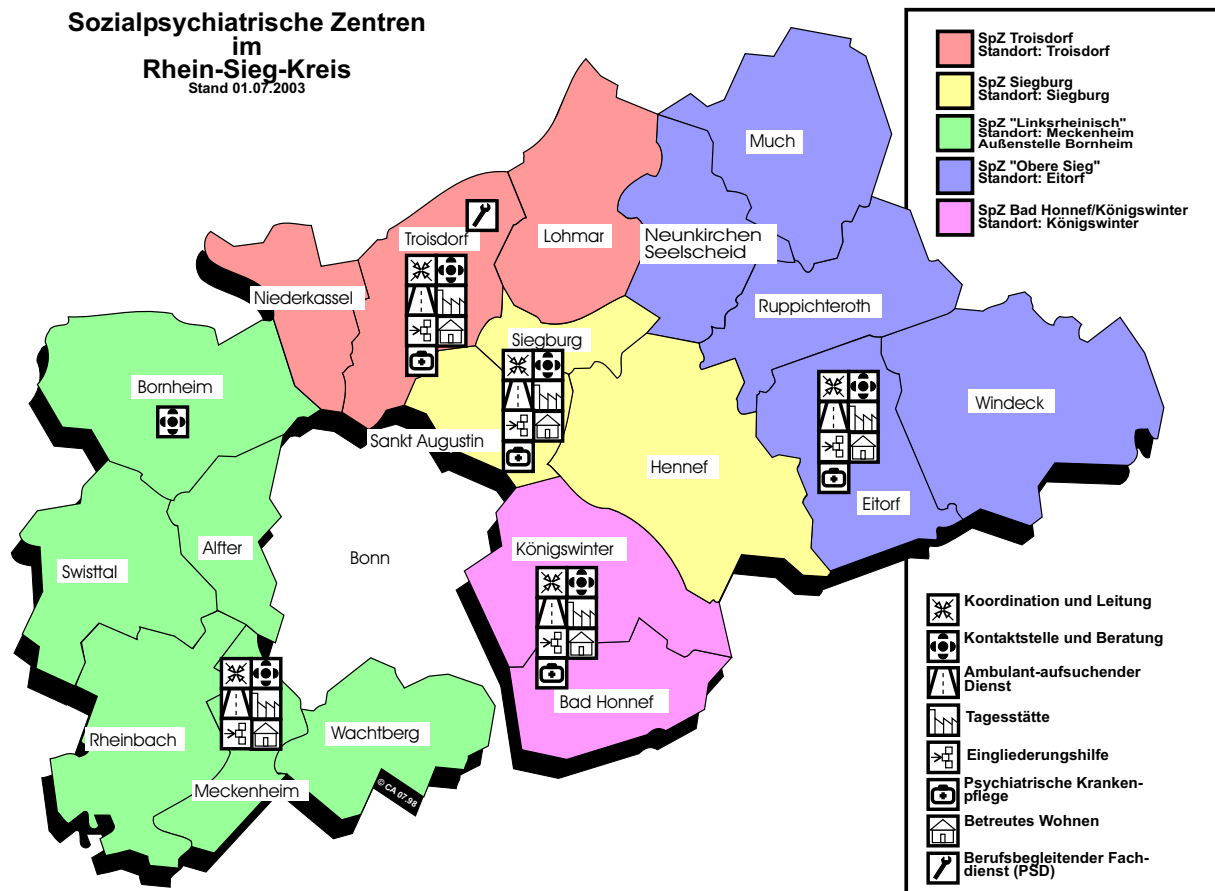 Sozialpsychiatrische Zentren
im
Rhein-Sieg-Kreis
Stand 01.07.2003
SpZ Troisdorf
Standort: Troisdorf
SpZ Siegburg
Standort: Siegburg
SpZ "Linksrheinisch"
Standort: Meckenheim
Außenstelle Bornheim
SpZ "Obere Sieg"
Standort: Eitorf
SpZ Bad Honnef/Königswinter
Standort: Königswinter
Much
Troisdorf
Lohmar
Neunkirchen
Seelscheid
Niederkassel
Ruppichteroth
Siegburg
Bornheim
Windeck
Sankt Augustin
Hennef
Eitorf
Alfter
Königswinter
Bonn
Swisttal
Bad Honnef
Rheinbach
Wachtberg
Meckenheim
© CA 07.98
Koordination und Leitung
Kontaktstelle und Beratung
Ambulant-aufsuchender
Dienst
Tagesstätte
Eingliederungshilfe
Psychiatrische Kranken-
pflege
Betreutes Wohnen
Berufsbegleitender Fach-
dienst (PSD)